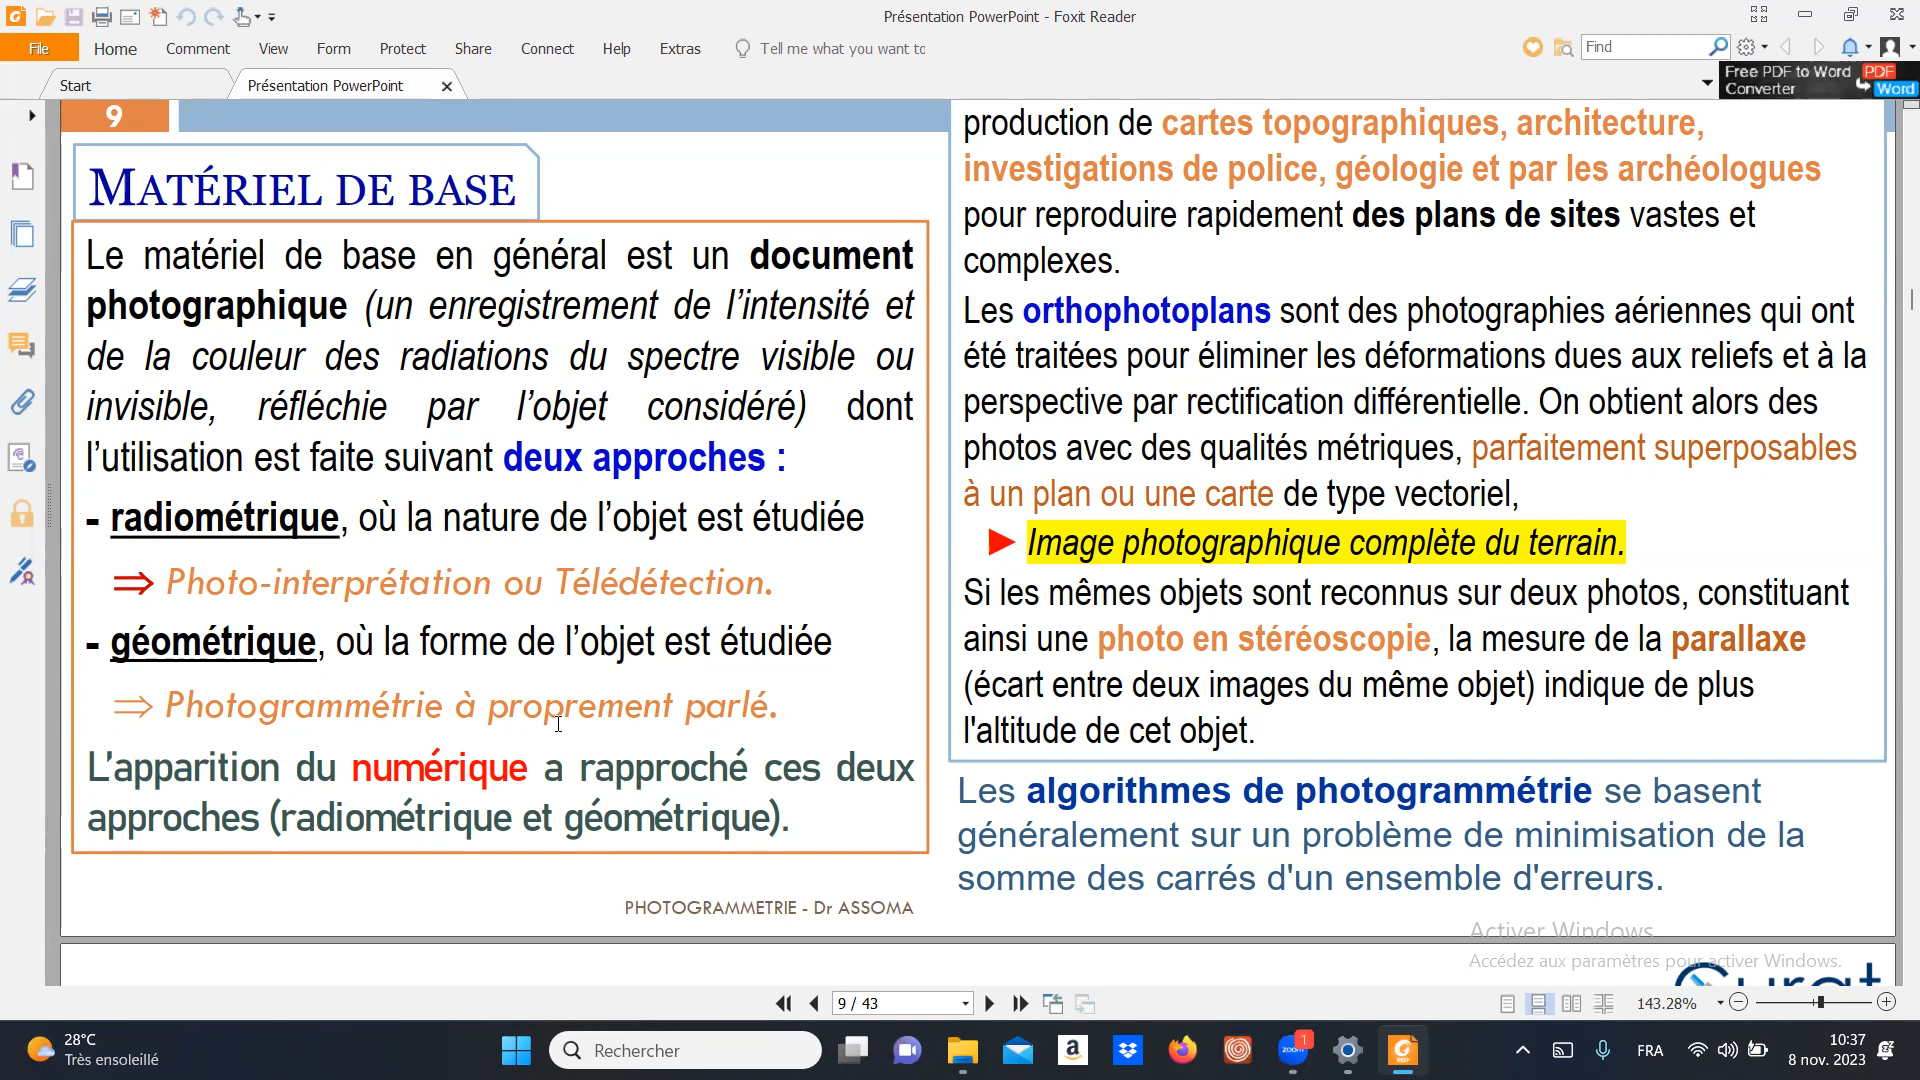 Présentation PowerPoint - Foxit Reader
File Home Comment View Form Protect Share Connect Help Extras Tell me what you want to
Find
Start
Présentation PowerPoint
Free PDF to Word
Converter
PDF
Word
9
MATÉRIEL DE BASE
Le matériel de base en général est un document
photographique (un enregistrement de l’intensité et
de la couleur des radiations du spectre visible ou
invisible, réfléchie par l’objet considéré) dont
l’utilisation est faite suivant deux approches :
- radiométrique, où la nature de l’objet est étudiée
⇒ Photo-interprétation ou Télédétection.
- géométrique, où la forme de l’objet est étudiée
⇒ Photogrammétrie à proprement parlé.
L’apparition du numérique a rapproché ces deux
approches (radiométrique et géométrique).
PHOTOGRAMMETRIE - Dr ASSOMA
production de cartes topographiques, architecture,
investigations de police, géologie et par les archéologues
pour reproduire rapidement des plans de sites vastes et
complexes.
Les orthophotoplans sont des photographies aériennes qui ont
été traitées pour éliminer les déformations dues aux reliefs et à la
perspective par rectification différentielle. On obtient alors des
photos avec des qualités métriques, parfaitement superposables
à un plan ou une carte de type vectoriel,
► Image photographique complète du terrain.
Si les mêmes objets sont reconnus sur deux photos, constituant
ainsi une photo en stéréoscopie, la mesure de la parallaxe
(écart entre deux images du même objet) indique de plus
l'altitude de cet objet.
Les algorithmes de photogrammétrie se basent
généralement sur un problème de minimisation de la
somme des carrés d'un ensemble d'erreurs.
Activer Windows
Accédez aux paramètres pour activer Windows.
9 / 43
143.28%
28°C
Très ensoleillé
Rechercher
a
zoom
1
PDF
FRA
10:37
8 nov. 2023